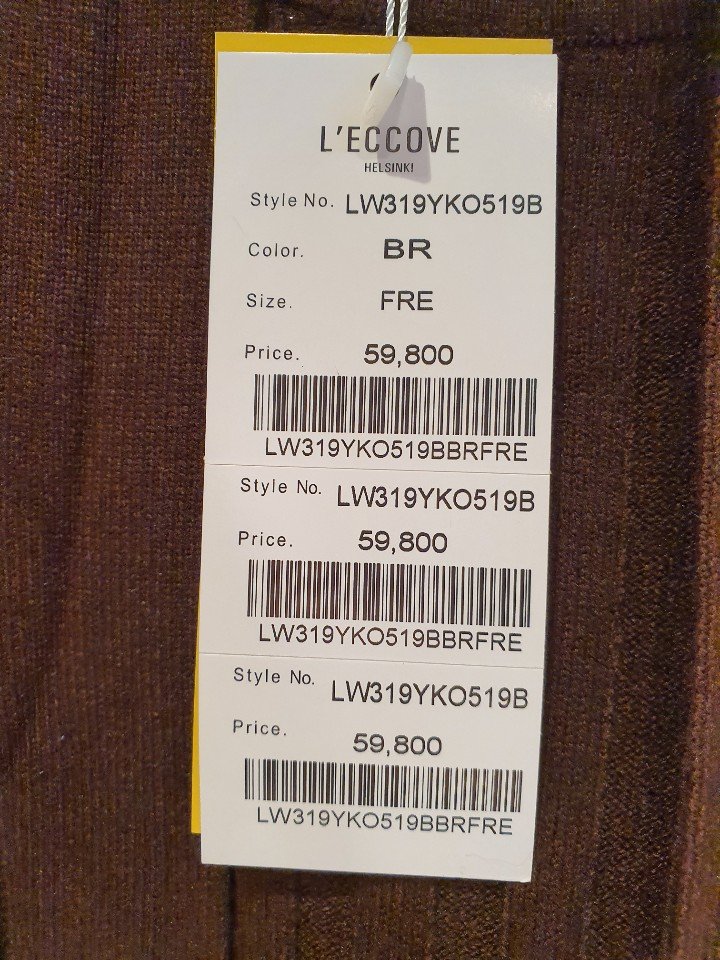 L'ECCOVE
HELSINKI
Style No. LW319YKO519B
Color. BR
Size. FRE
Price. 59,800
LW319YKO519BBRFRE
Style No. LW319YKO519B
Price. 59,800
LW319YKO519BBRFRE
Style No. LW319YKO519B
Price. 59,800
LW319YKO519BBRFRE